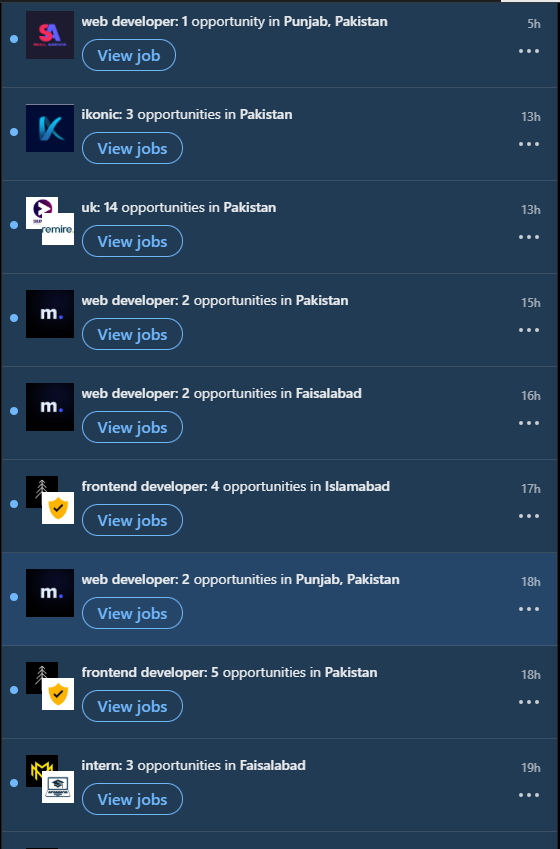 SA
web developer: 1 opportunity in Punjab, Pakistan
5h
View job
ikonic: 3 opportunities in Pakistan
13h
View jobs
uk: 14 opportunities in Pakistan
13h
remire.
View jobs
web developer: 2 opportunities in Pakistan
15h
m.
View jobs
web developer: 2 opportunities in Faisalabad
16h
m.
View jobs
frontend developer: 4 opportunities in Islamabad
17h
View jobs
web developer: 2 opportunities in Punjab, Pakistan
18h
m.
View jobs
frontend developer: 5 opportunities in Pakistan
18h
View jobs
intern: 3 opportunities in Faisalabad
19h
View jobs